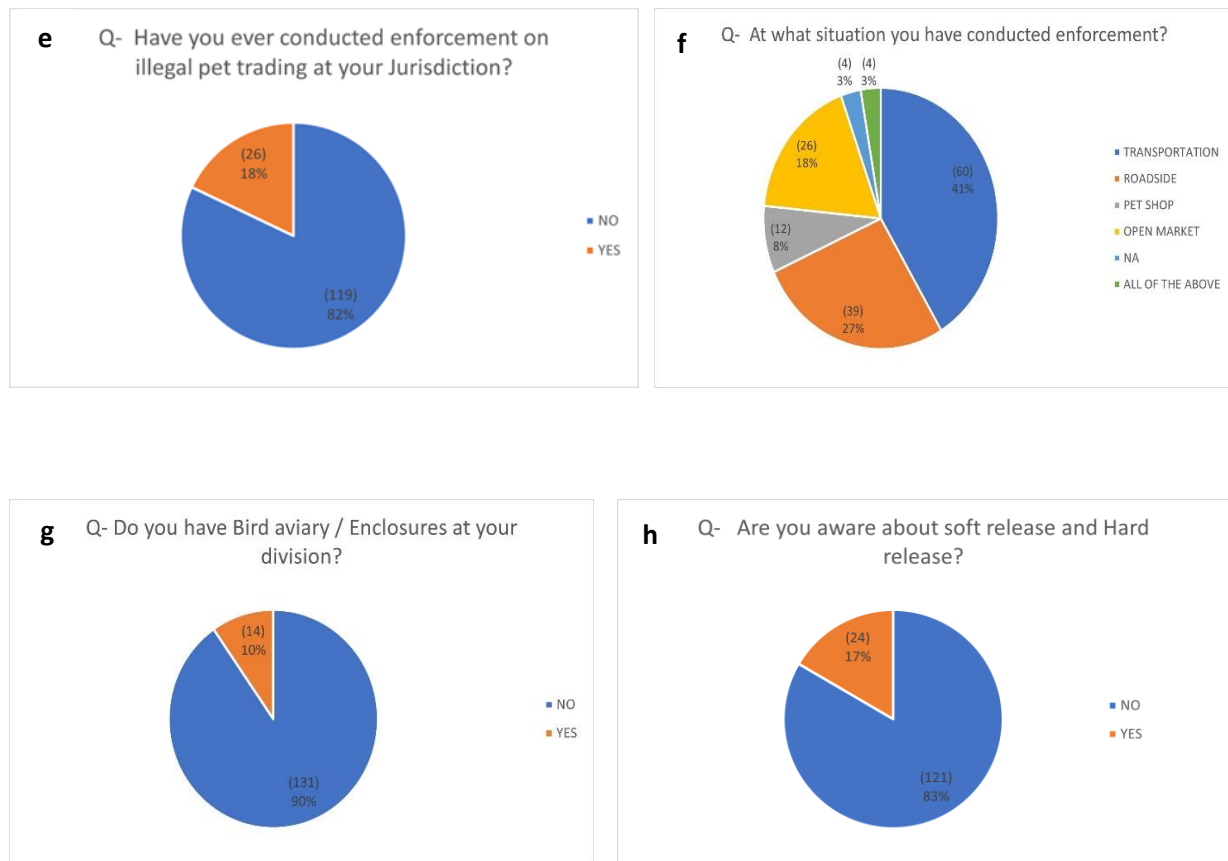 e
Q- Have you ever conducted enforcement on
illegal pet trading at your Jurisdiction?
(26)
18%
(119)
82%
NO
YES
f
Q- At what situation you have conducted enforcement?
(4)
3%
(4)
3%
(26)
18%
(60)
41%
(12)
8%
(39)
27%
TRANSPORTATION
ROADSIDE
PET SHOP
OPEN MARKET
NA
ALL OF THE ABOVE
g
Q- Do you have Bird aviary / Enclosures at your
division?
(14)
10%
(131)
90%
NO
YES
h
Q- Are you aware about soft release and Hard
release?
(24)
17%
(121)
83%
NO
YES